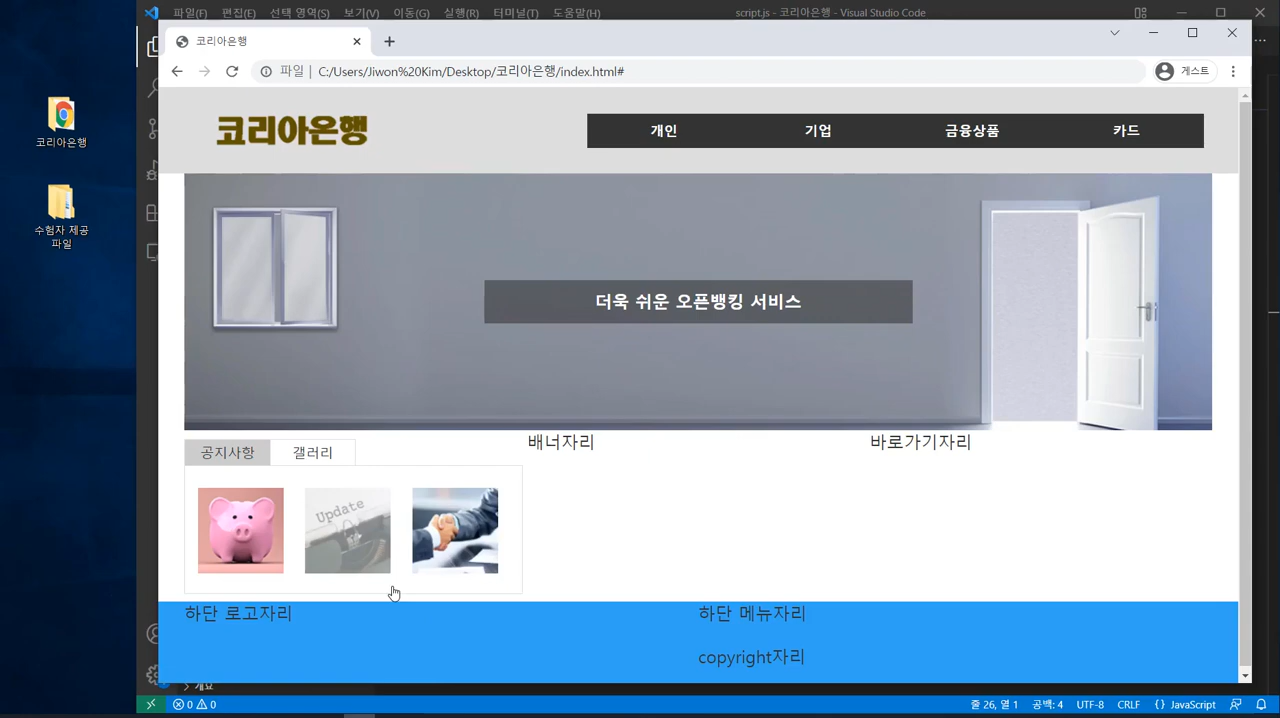 파일(F) 편집(E) 선택 영역(S) 보기(V) 이동(G) 실행(R) 터미널(T) 도움말(H) script.js - 코리아은행 - Visual Studio Code
코리아은행
파일 | C:/Users/Jiwon%20Kim/Desktop/코리아은행/index.html# 게스트
코리아은행
수험자 제공
파일
코리아은행 개인 기업 금융상품 카드
더욱 쉬운 오픈뱅킹 서비스
공지사항 갤러리 배너자리 바로가기자리
Update
하단 로고자리 하단 메뉴자리
copyright자리
개요
0 0 줄 26, 열 1 공백: 4 UTF-8 CRLF {} JavaScript